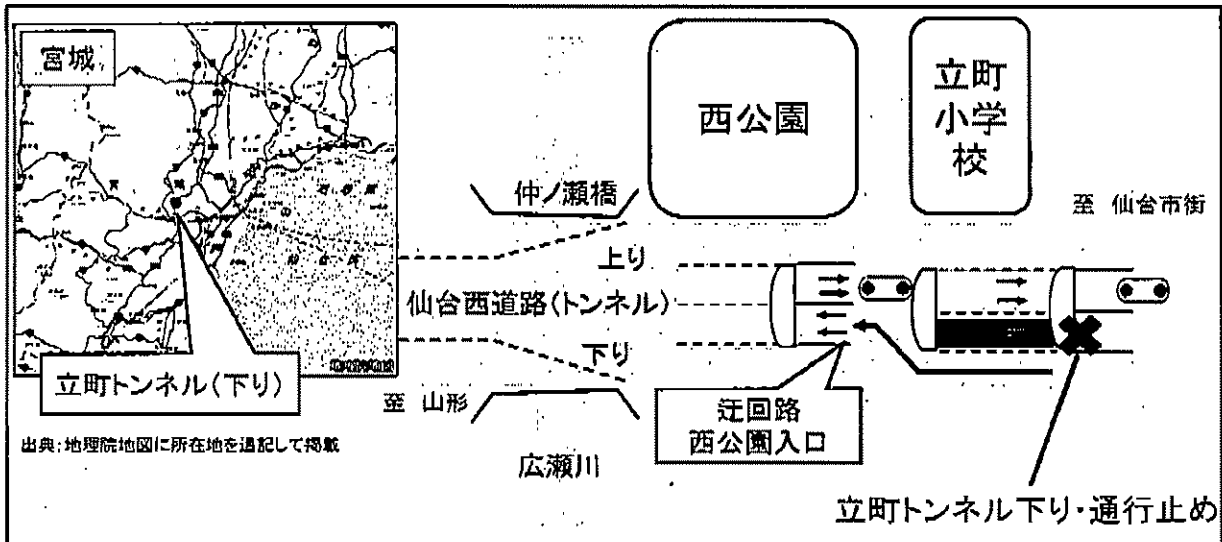 宮城
立町トンネル(下り)
出典:地理院地図に所在地を追記して掲載
西公園
立町
小学
校
仲ノ瀬橋
至 仙台市街
上り
仙台西道路(トンネル)
下り
至 山形
迂回路
西公園入口
広瀬川
立町トンネル下り・通行止め